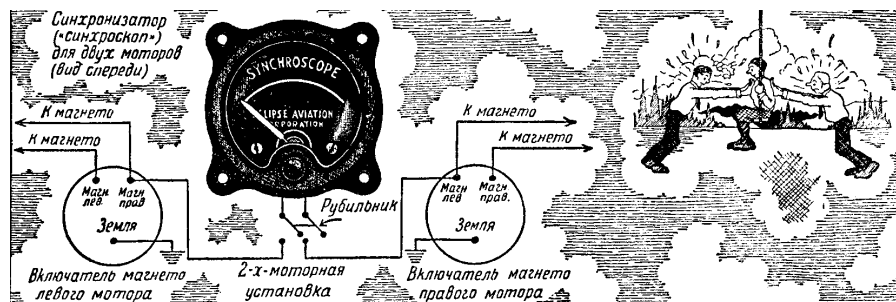 Синхронизатор
(„синхроскоп“)
для двух моторов
(вид спереди)
SYNCHROSCOPE
LIPSE AVIATION
ORPORATION
К магнето
К магнето
К магнето
К магнето
Магн. лев.
Магн. прав.
Земля
Рубильник
Магн. лев.
Магн. прав.
Земля
Включатель магнето
левого мотора
2-х-моторная
установка
Включатель магнето
правого мотора